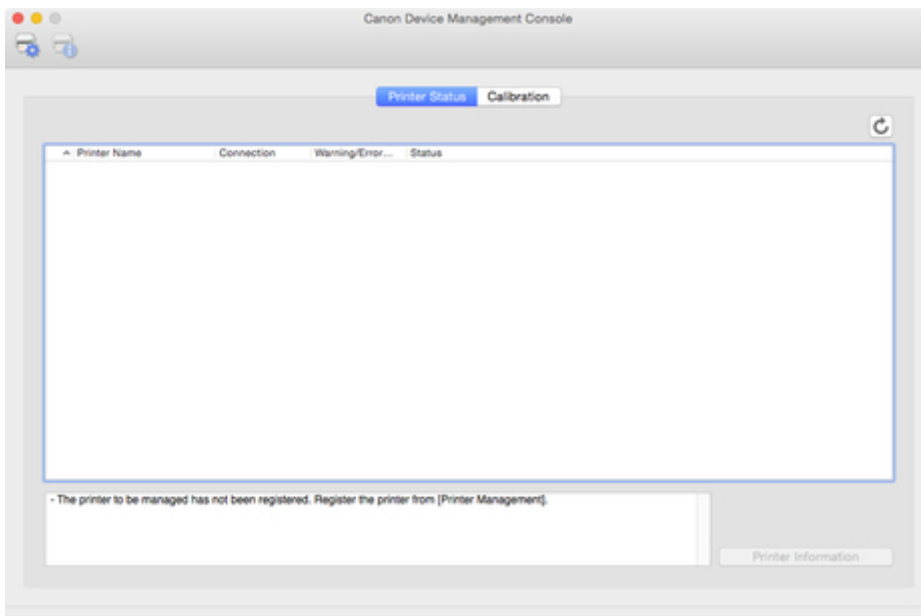 Canon Device Management Console
Printer Status Calibration
Printer Name Connection Warning/Error... Status
- The printer to be managed has not been registered. Register the printer from [Printer Management].
Printer Information